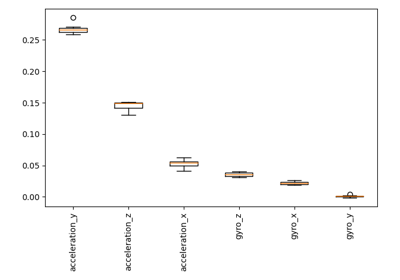 0.25
0.20
0.15
0.10
0.05
0.00
acceleration_y
acceleration_z
acceleration_x
gyro_z
gyro_x
gyro_y